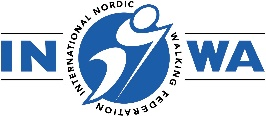 INTERNATIONAL NORDIC
WALKING FEDERATION
IN WA